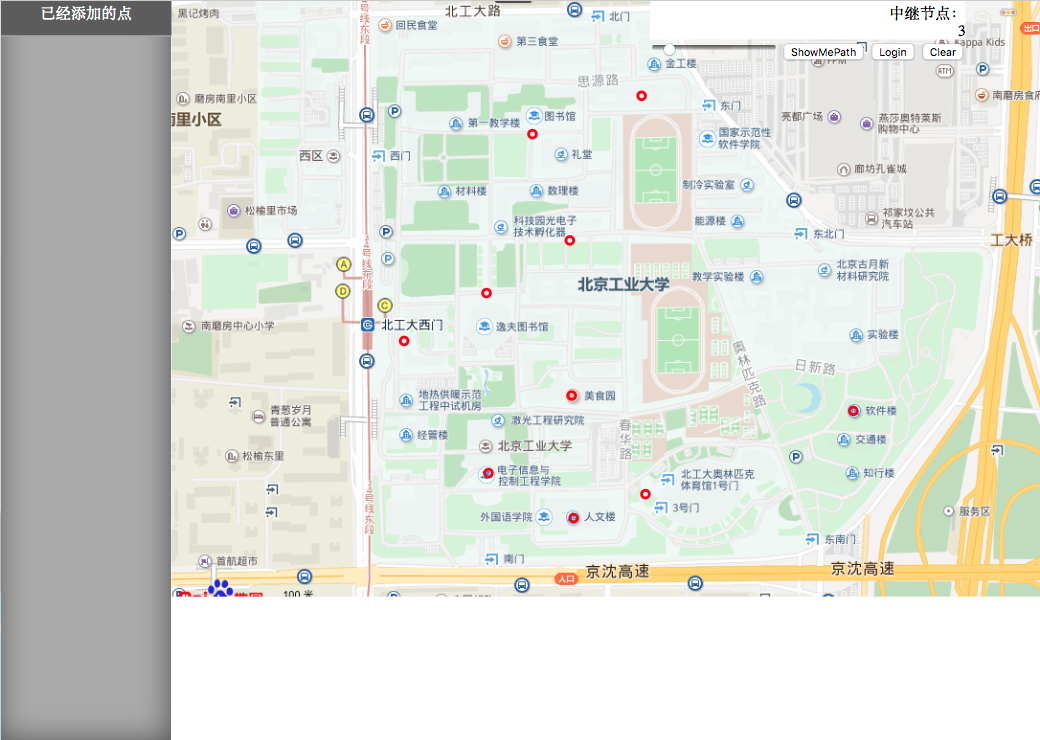 已经添加的点
中继节点：
3
ShowMePath
Login
Clear
黑记烤肉
北工大路
北门
回民食堂
第三食堂
金工楼
Kappa Kids
出口
思源路
ATM
P
磨房南里小区
南里小区
第一教学楼
图书馆
东门
亮都广场
燕莎奥特莱斯
购物中心
南磨房食府
国家示范性
软件学院
西区
西门
礼堂
廊坊孔雀城
材料楼
数理楼
制冷实验室
松榆里市场
科技园光电子
技术孵化器
能源楼
祁家坟公共
汽车站
东北门
工大桥
A
D
C
北京工业大学
教学实验楼
北京古月新
材料研究院
南磨房中心小学
北工大西门
逸夫图书馆
实验楼
奥林匹克路
日新路
地热供暖示范
工程中试机房
美食园
青葱岁月
普通公寓
激光工程研究院
软件楼
经管楼
春华路
北京工业大学
交通楼
松榆东里
电子信息与
控制工程学院
北工大奥林匹克
体育馆1号门
知行楼
3号门
外国语学院
人文楼
服务区
南门
东南门
首航超市
入口
京沈高速
京沈高速
100 米